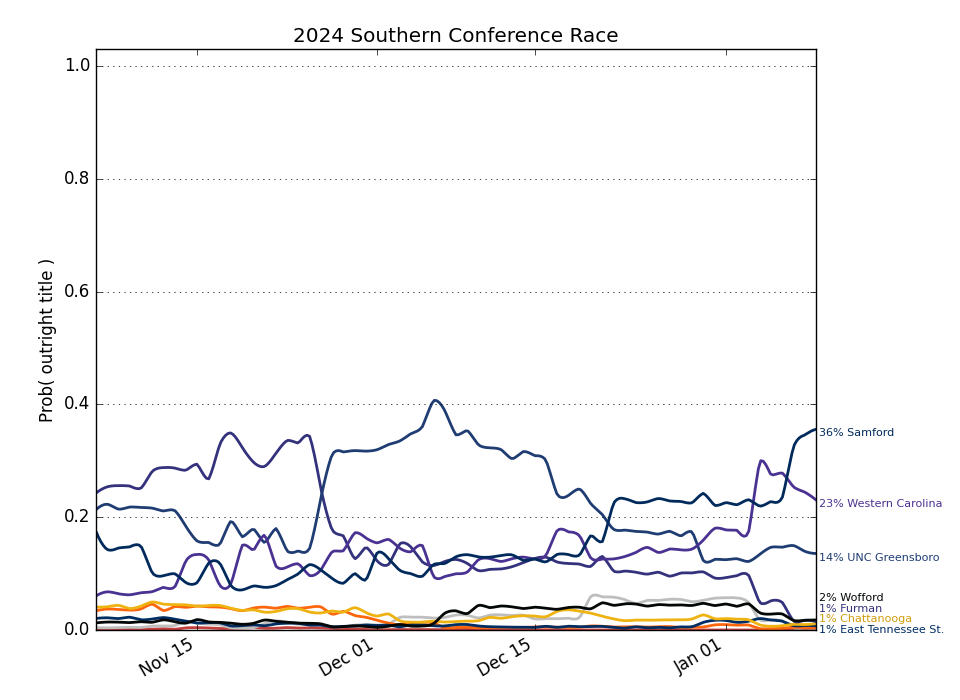 2024 Southern Conference Race
Prob( outright title )
1.0
0.8
0.6
0.4
0.2
0.0
Nov 15
Dec 01
Dec 15
Jan 01
36% Samford
23% Western Carolina
14% UNC Greensboro
2% Wofford
1% Furman
1% Chattanooga
1% East Tennessee St.